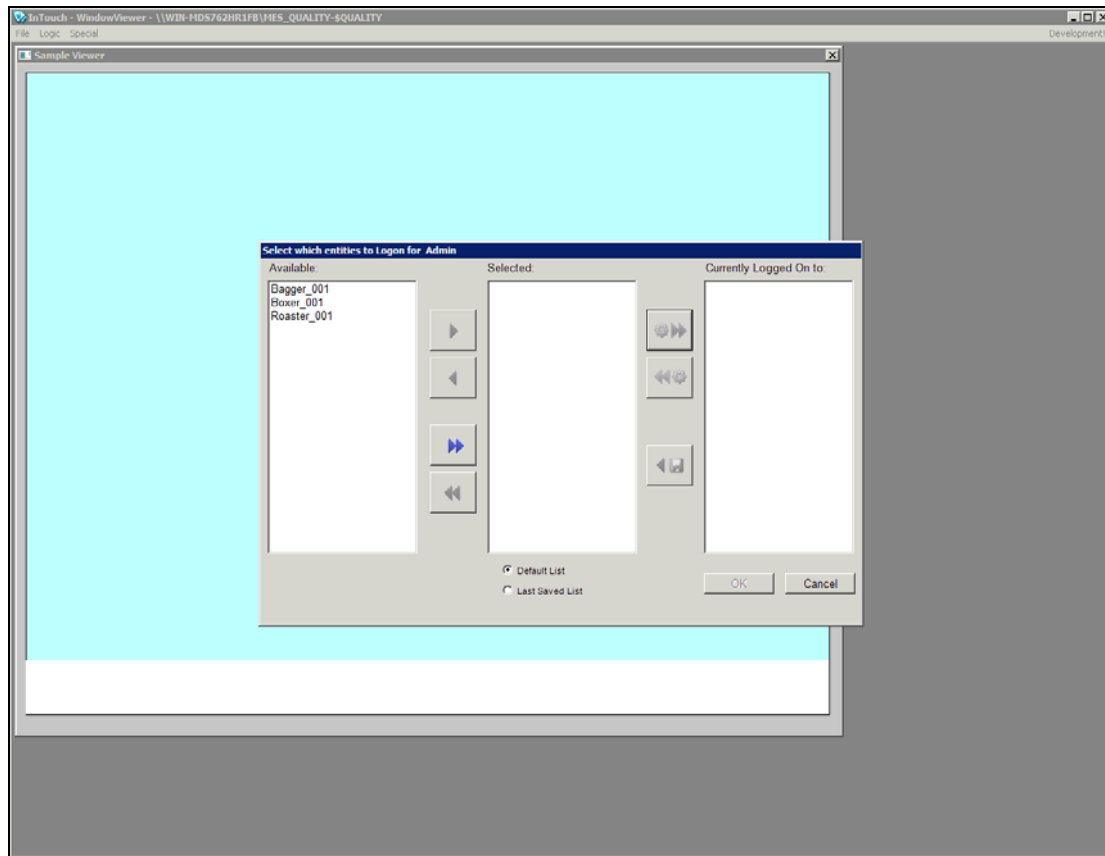 InTouch - WindowViewer - \\WIN-MDS762HR1FB\MES_QUALITY-$QUALITY
File Logic Special Development!
Sample Viewer
Select which entities to Logon for Admin
Available: Selected: Currently Logged On to:
Bagger_001
Boxer_001
Roaster_001
Default List
Last Saved List
OK Cancel